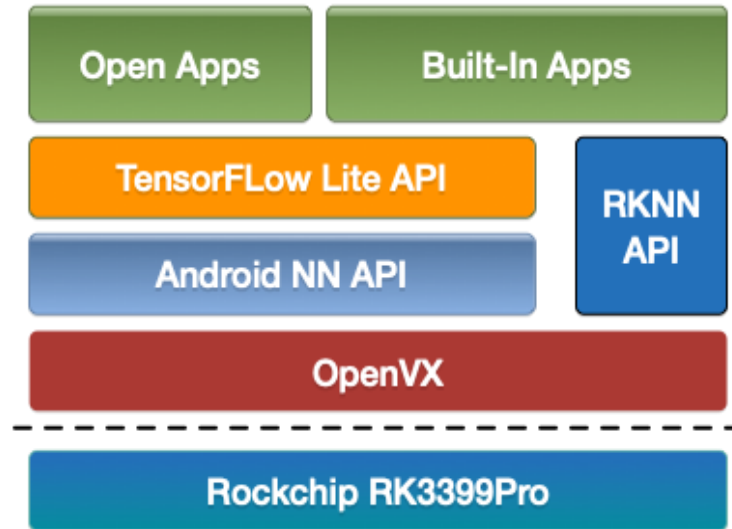 Open Apps
Built-In Apps
TensorFLow Lite API
RKNN
API
Android NN API
OpenVX
Rockchip RK3399Pro